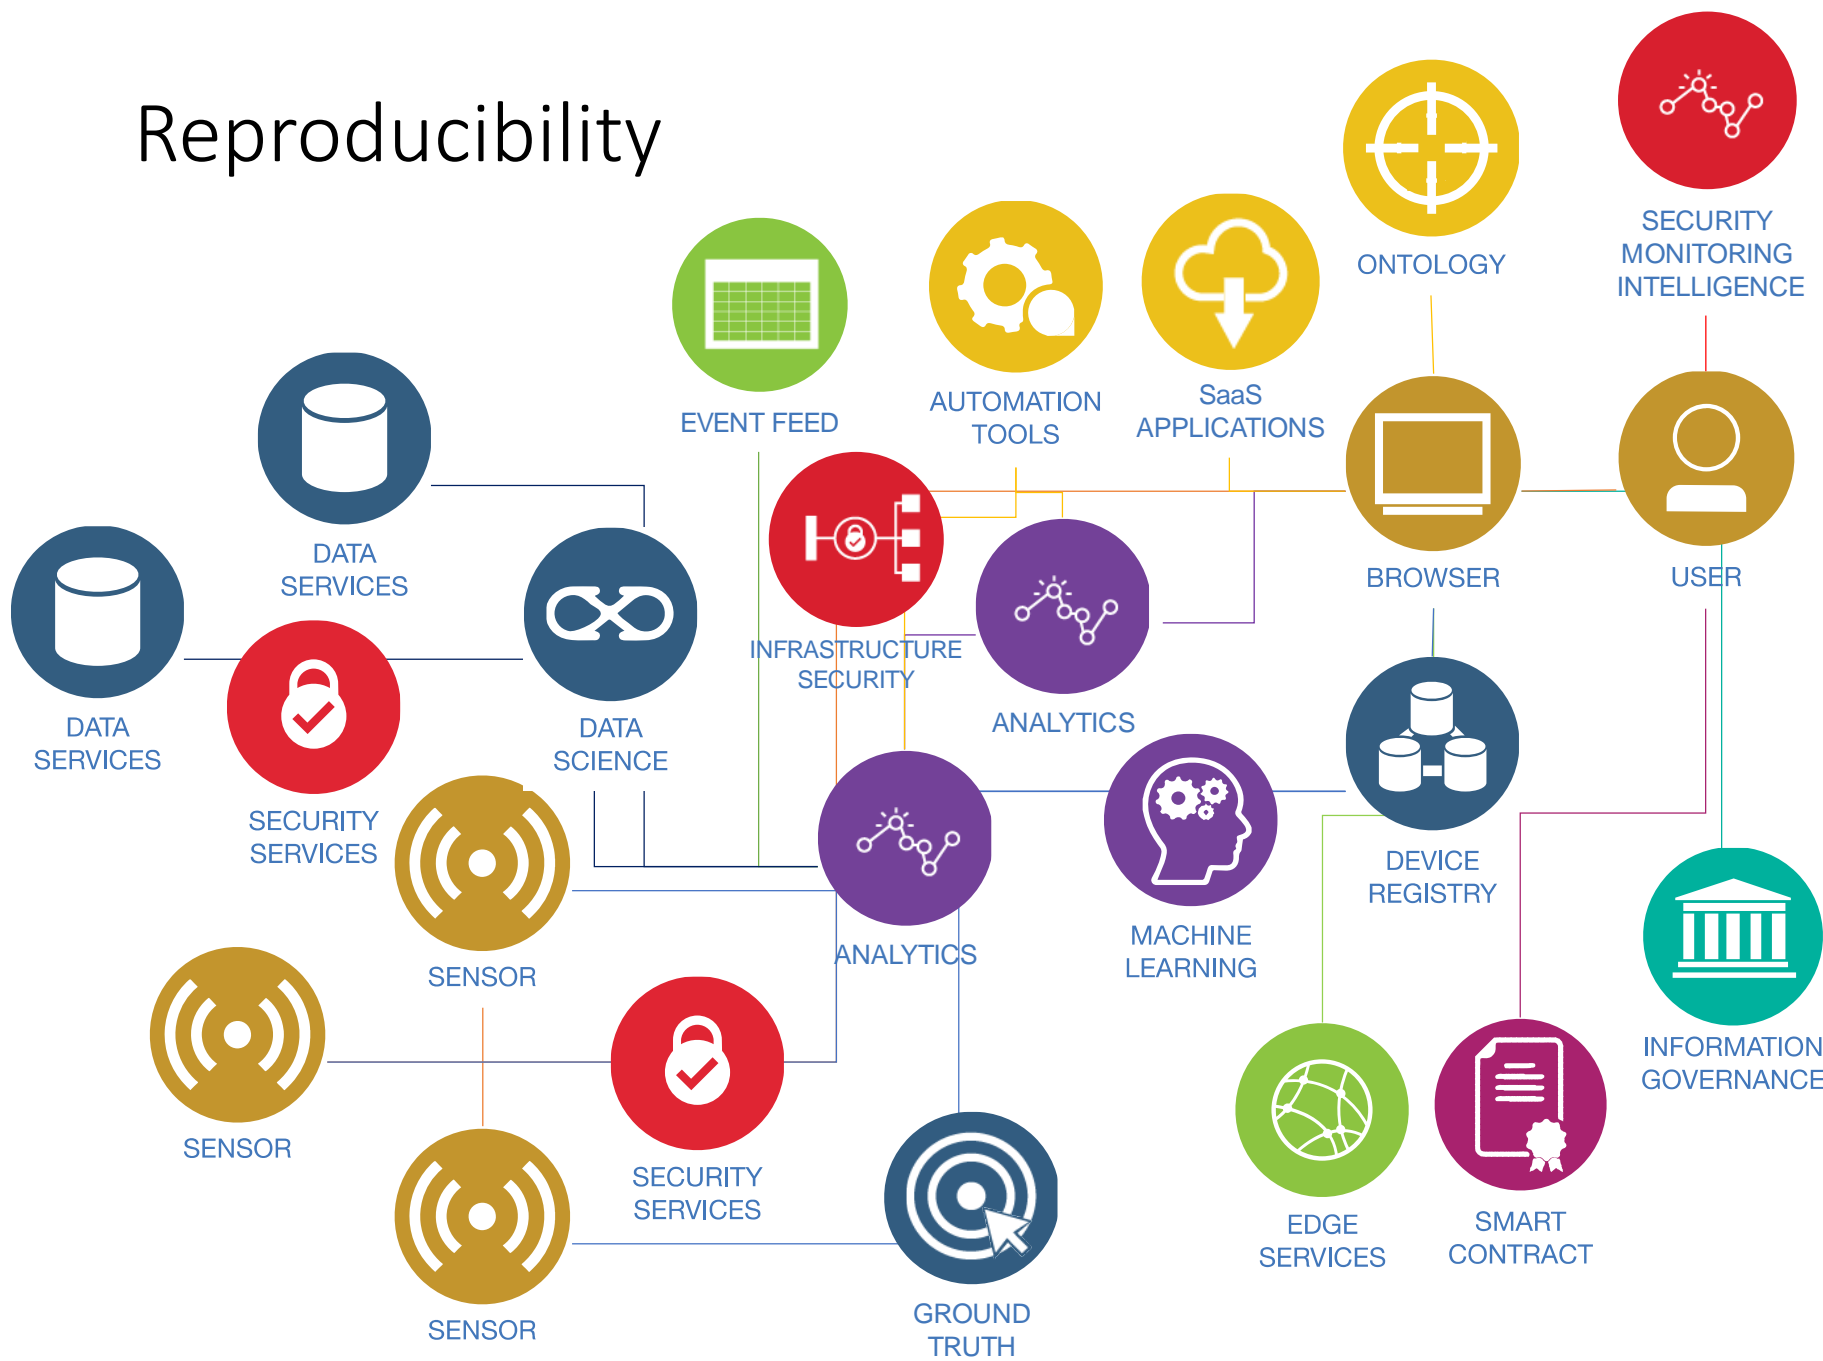 Reproducibility
SECURITY
MONITORING
INTELLIGENCE
ONTOLOGY
AUTOMATION
TOOLS
SaaS
APPLICATIONS
EVENT FEED
DATA
SERVICES
BROWSER
USER
INFRASTRUCTURE
SECURITY
DATA
SERVICES
DATA
SCIENCE
ANALYTICS
SECURITY
SERVICES
DEVICE
REGISTRY
MACHINE
LEARNING
ANALYTICS
SENSOR
INFORMATION
GOVERNANCE
SENSOR
SECURITY
SERVICES
EDGE
SERVICES
SMART
CONTRACT
SENSOR
GROUND
TRUTH